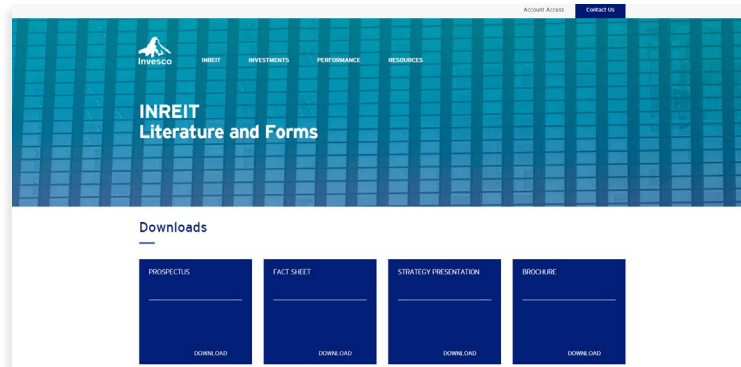 Account Access
Contact Us
Invesco
INREIT
INVESTMENTS
PERFORMANCE
RESOURCES
INREIT
Literature and Forms
Downloads
PROSPECTUS
FACT SHEET
STRATEGY PRESENTATION
BROCHURE
DOWNLOAD
DOWNLOAD
DOWNLOAD
DOWNLOAD